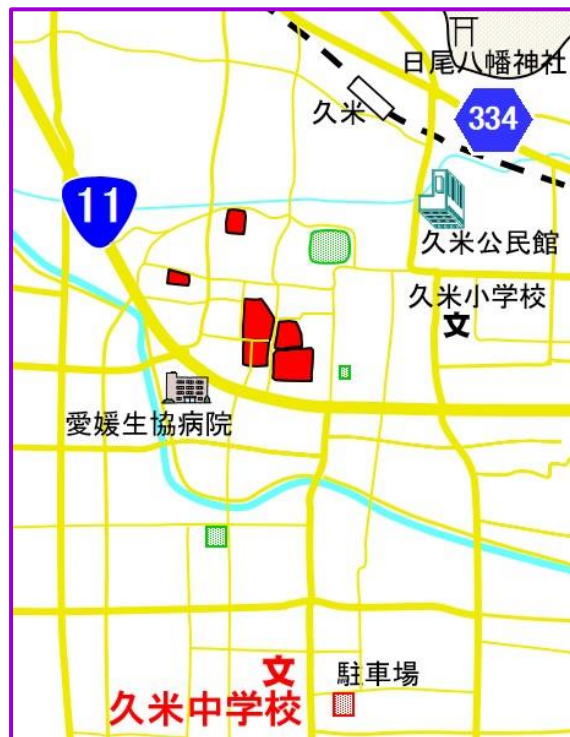 日尾八幡神社
久米
334
11
久米公民館
久米小学校
文
愛媛生協病院
文
久米中学校
駐車場